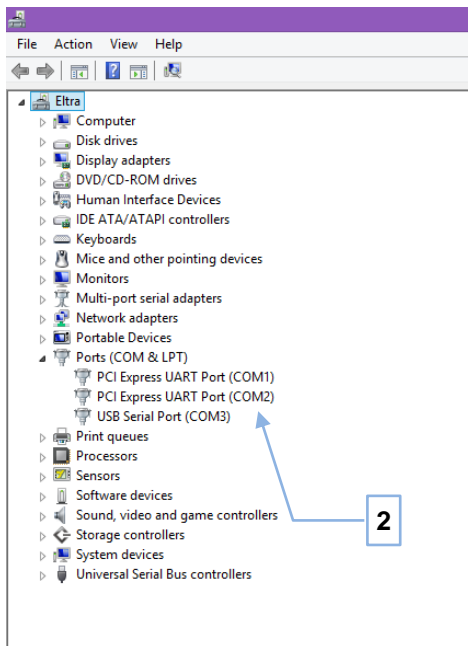 File Action View Help
Eltra
Computer
Disk drives
Display adapters
DVD/CD-ROM drives
Human Interface Devices
IDE ATA/ATAPI controllers
Keyboards
Mice and other pointing devices
Monitors
Multi-port serial adapters
Network adapters
Portable Devices
Ports (COM & LPT)
PCI Express UART Port (COM1)
PCI Express UART Port (COM2)
USB Serial Port (COM3)
Print queues
Processors
Sensors
Software devices
Sound, video and game controllers
2
Storage controllers
System devices
Universal Serial Bus controllers